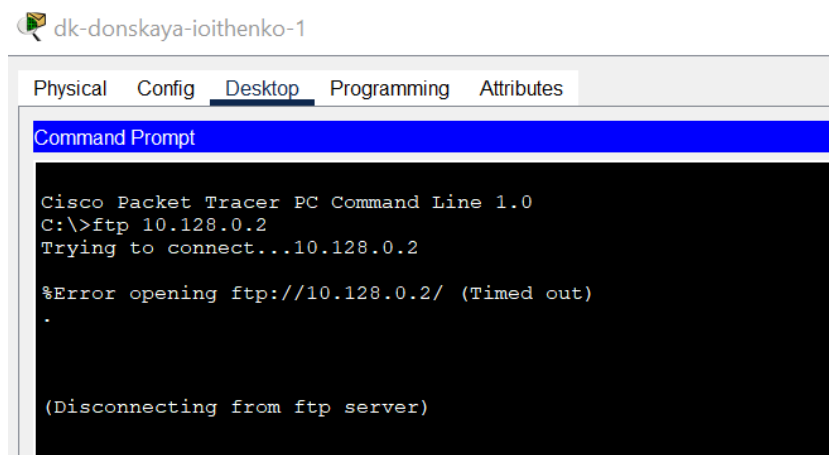 dk-donskaya-ioithenko-1
Physical Config Desktop Programming Attributes
Command Prompt
Cisco Packet Tracer PC Command Line 1.0
C:\>ftp 10.128.0.2
Trying to connect...10.128.0.2
%Error opening ftp://10.128.0.2/ (Timed out)
.
(Disconnecting from ftp server)